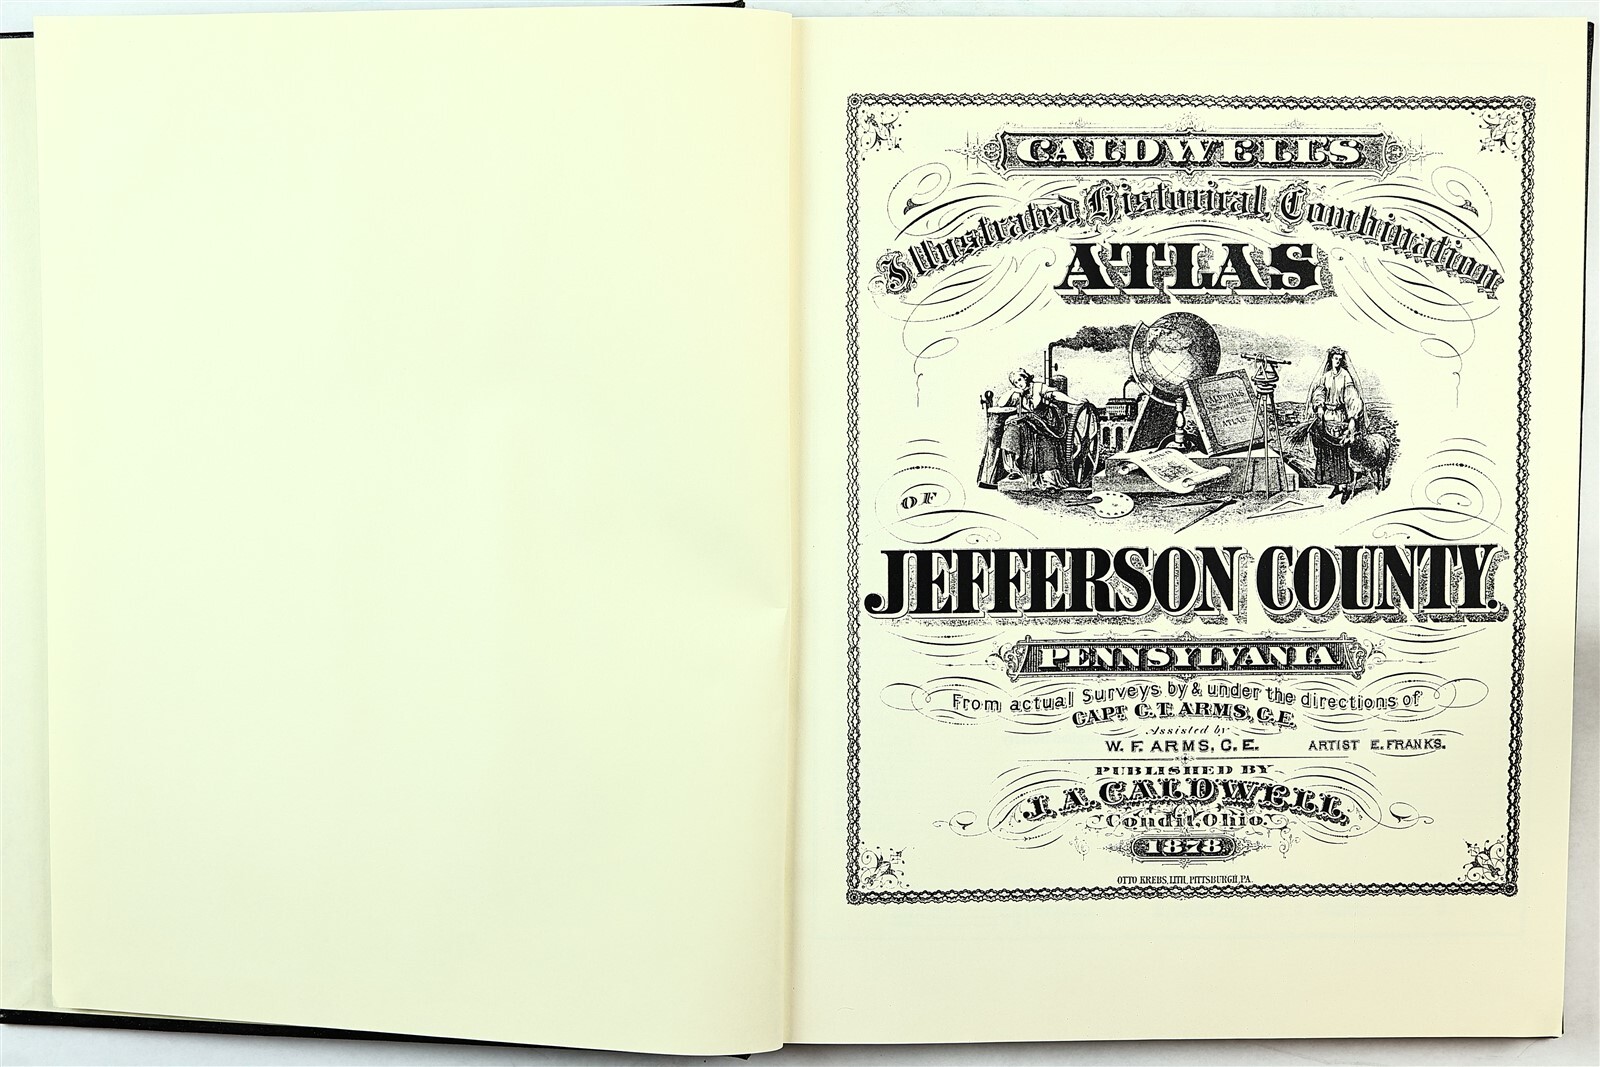 CALDWELL'S
Illustrated Historical, Combination
ATLAS
ATLAS
OF
JEFFERSON COUNTY.
PENNSYLVANIA
From actual Surveys by & under the directions of
CAPT. C. T. ARMS, C. E.
Assisted by
W. F. ARMS, C. E. ARTIST E. FRANKS.
PUBLISHED BY
J. A. CALDWELL
Condit, Ohio.
1878
OTTO KREBS, LITH. PITTSBURGH, PA.